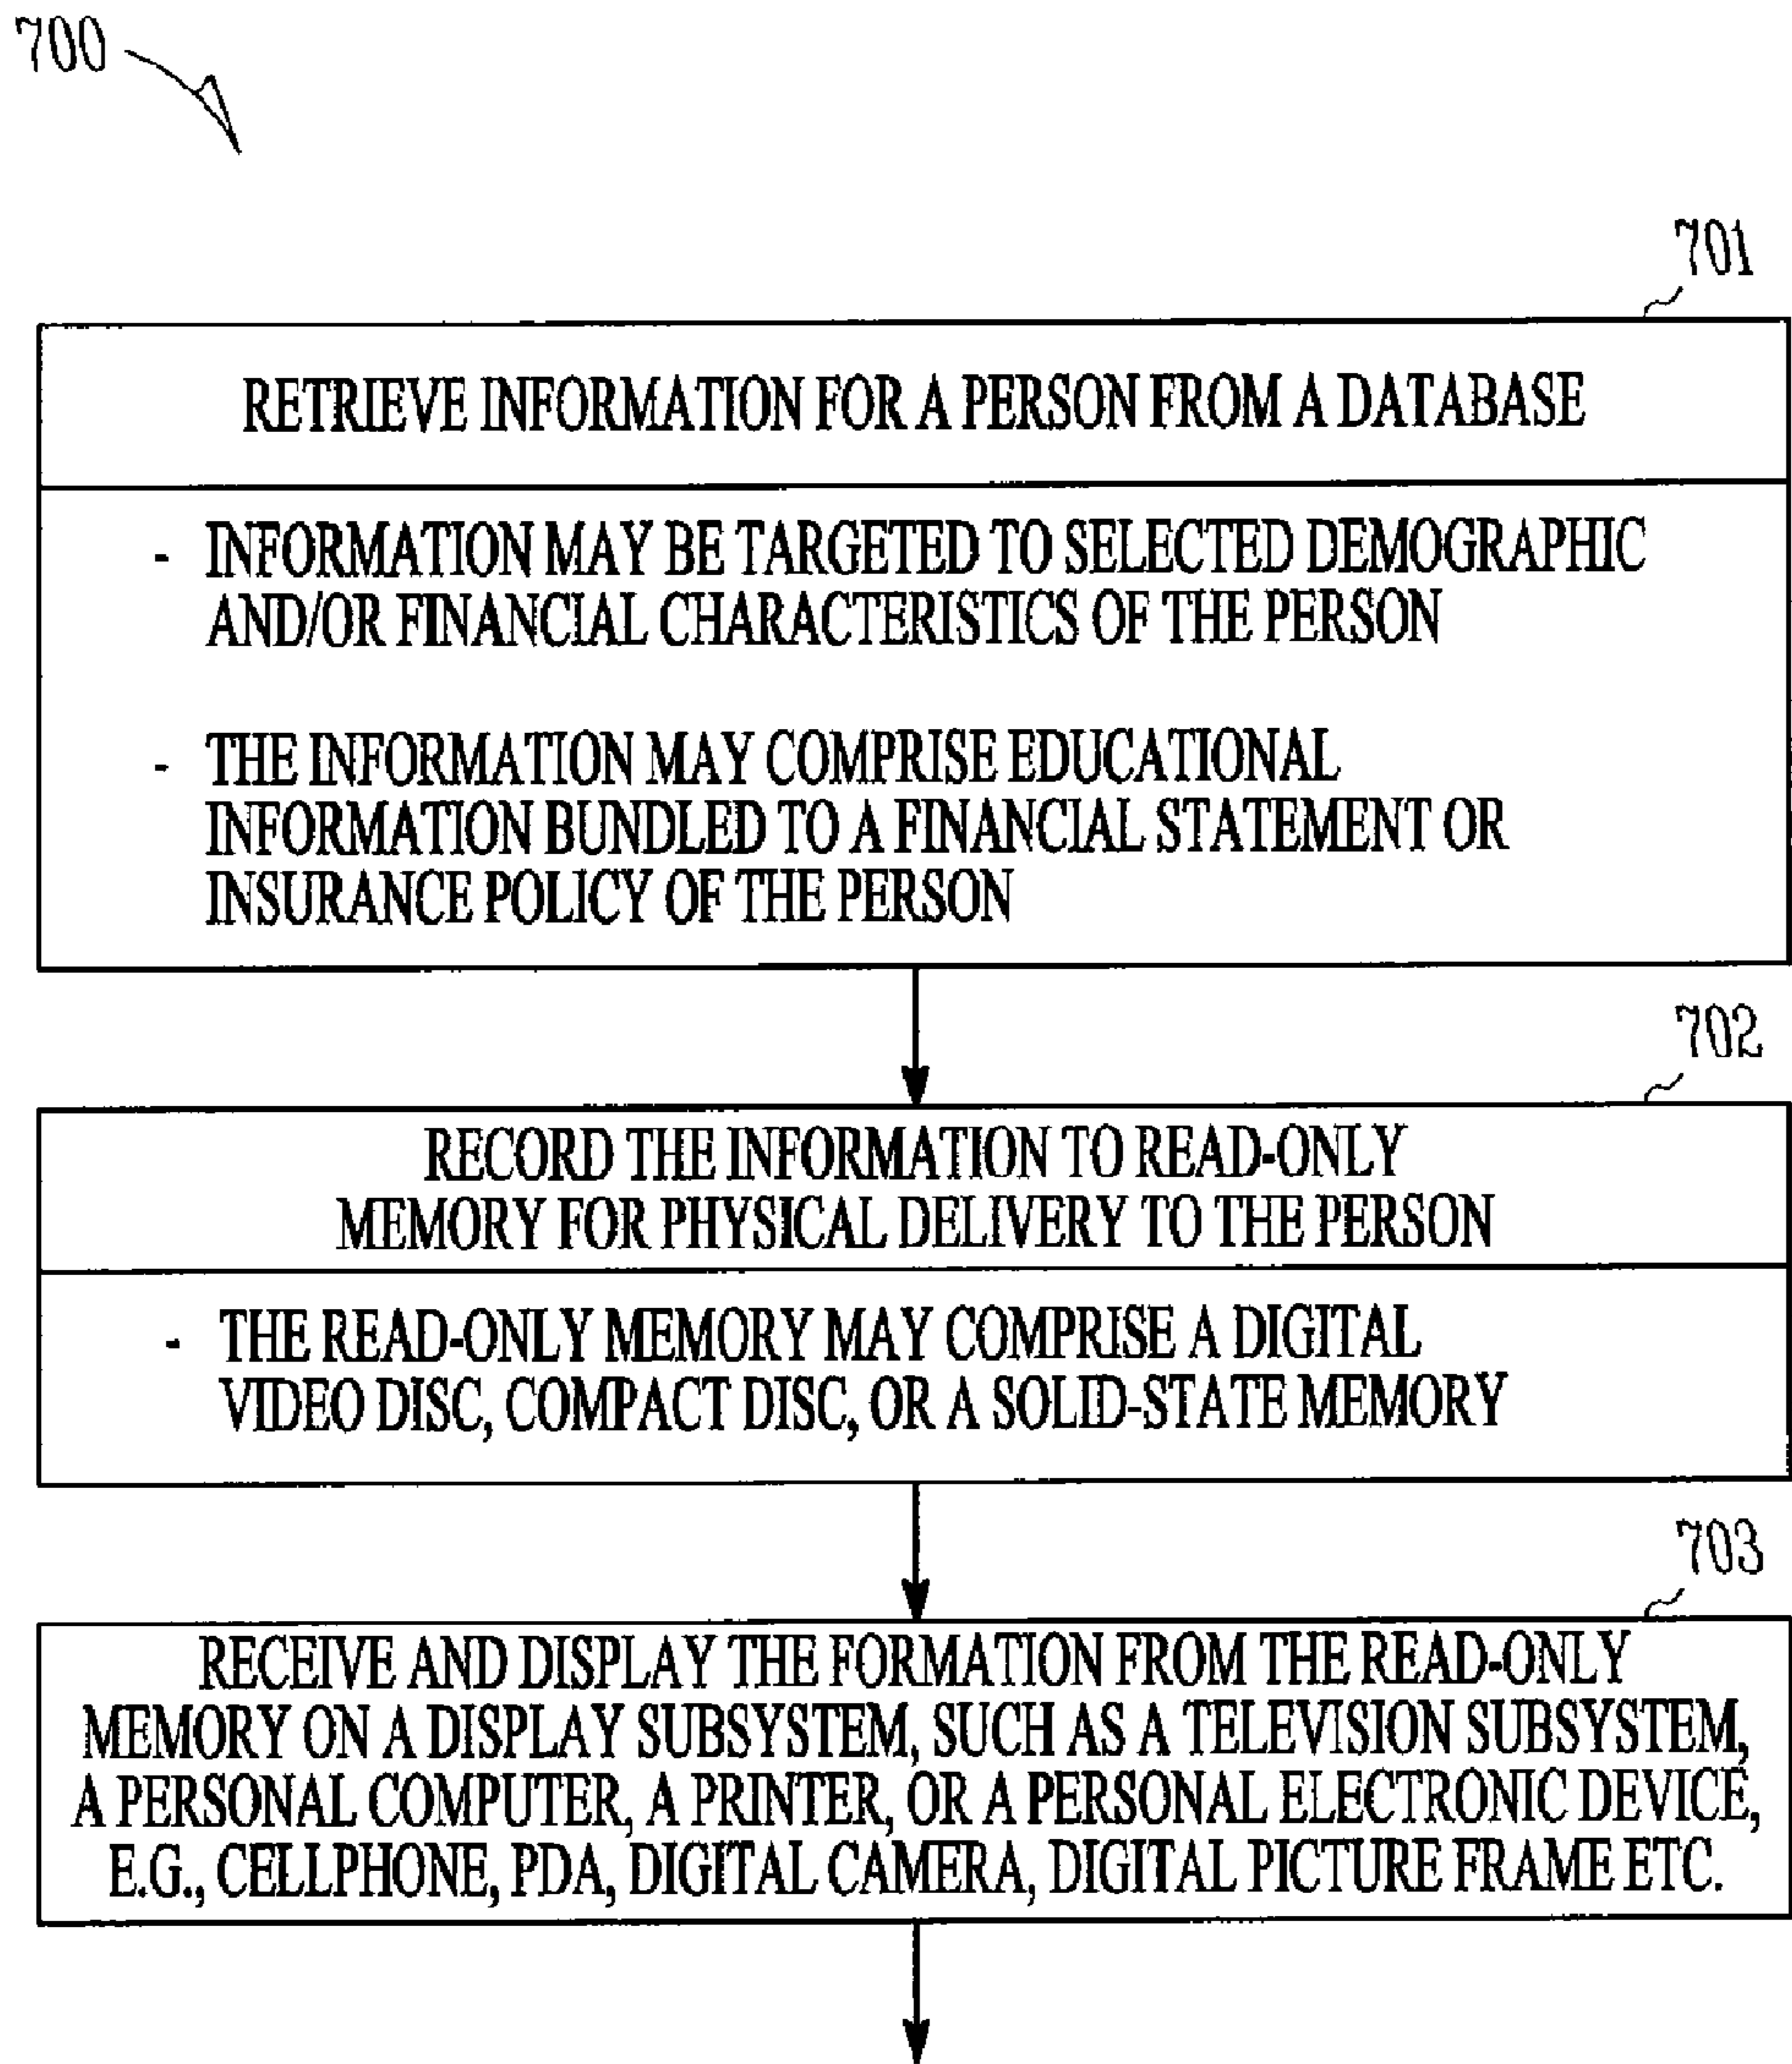 700
701
RETRIEVE INFORMATION FOR A PERSON FROM A DATABASE
- INFORMATION MAY BE TARGETED TO SELECTED DEMOGRAPHIC
AND/OR FINANCIAL CHARACTERISTICS OF THE PERSON
- THE INFORMATION MAY COMPRISE EDUCATIONAL
INFORMATION BUNDLED TO A FINANCIAL STATEMENT OR
INSURANCE POLICY OF THE PERSON
702
RECORD THE INFORMATION TO READ-ONLY
MEMORY FOR PHYSICAL DELIVERY TO THE PERSON
- THE READ-ONLY MEMORY MAY COMPRISE A DIGITAL
VIDEO DISC, COMPACT DISC, OR A SOLID-STATE MEMORY
703
RECEIVE AND DISPLAY THE FORMATION FROM THE READ-ONLY
MEMORY ON A DISPLAY SUBSYSTEM, SUCH AS A TELEVISION SUBSYSTEM,
A PERSONAL COMPUTER, A PRINTER, OR A PERSONAL ELECTRONIC DEVICE,
E.G., CELLPHONE, PDA, DIGITAL CAMERA, DIGITAL PICTURE FRAME ETC.